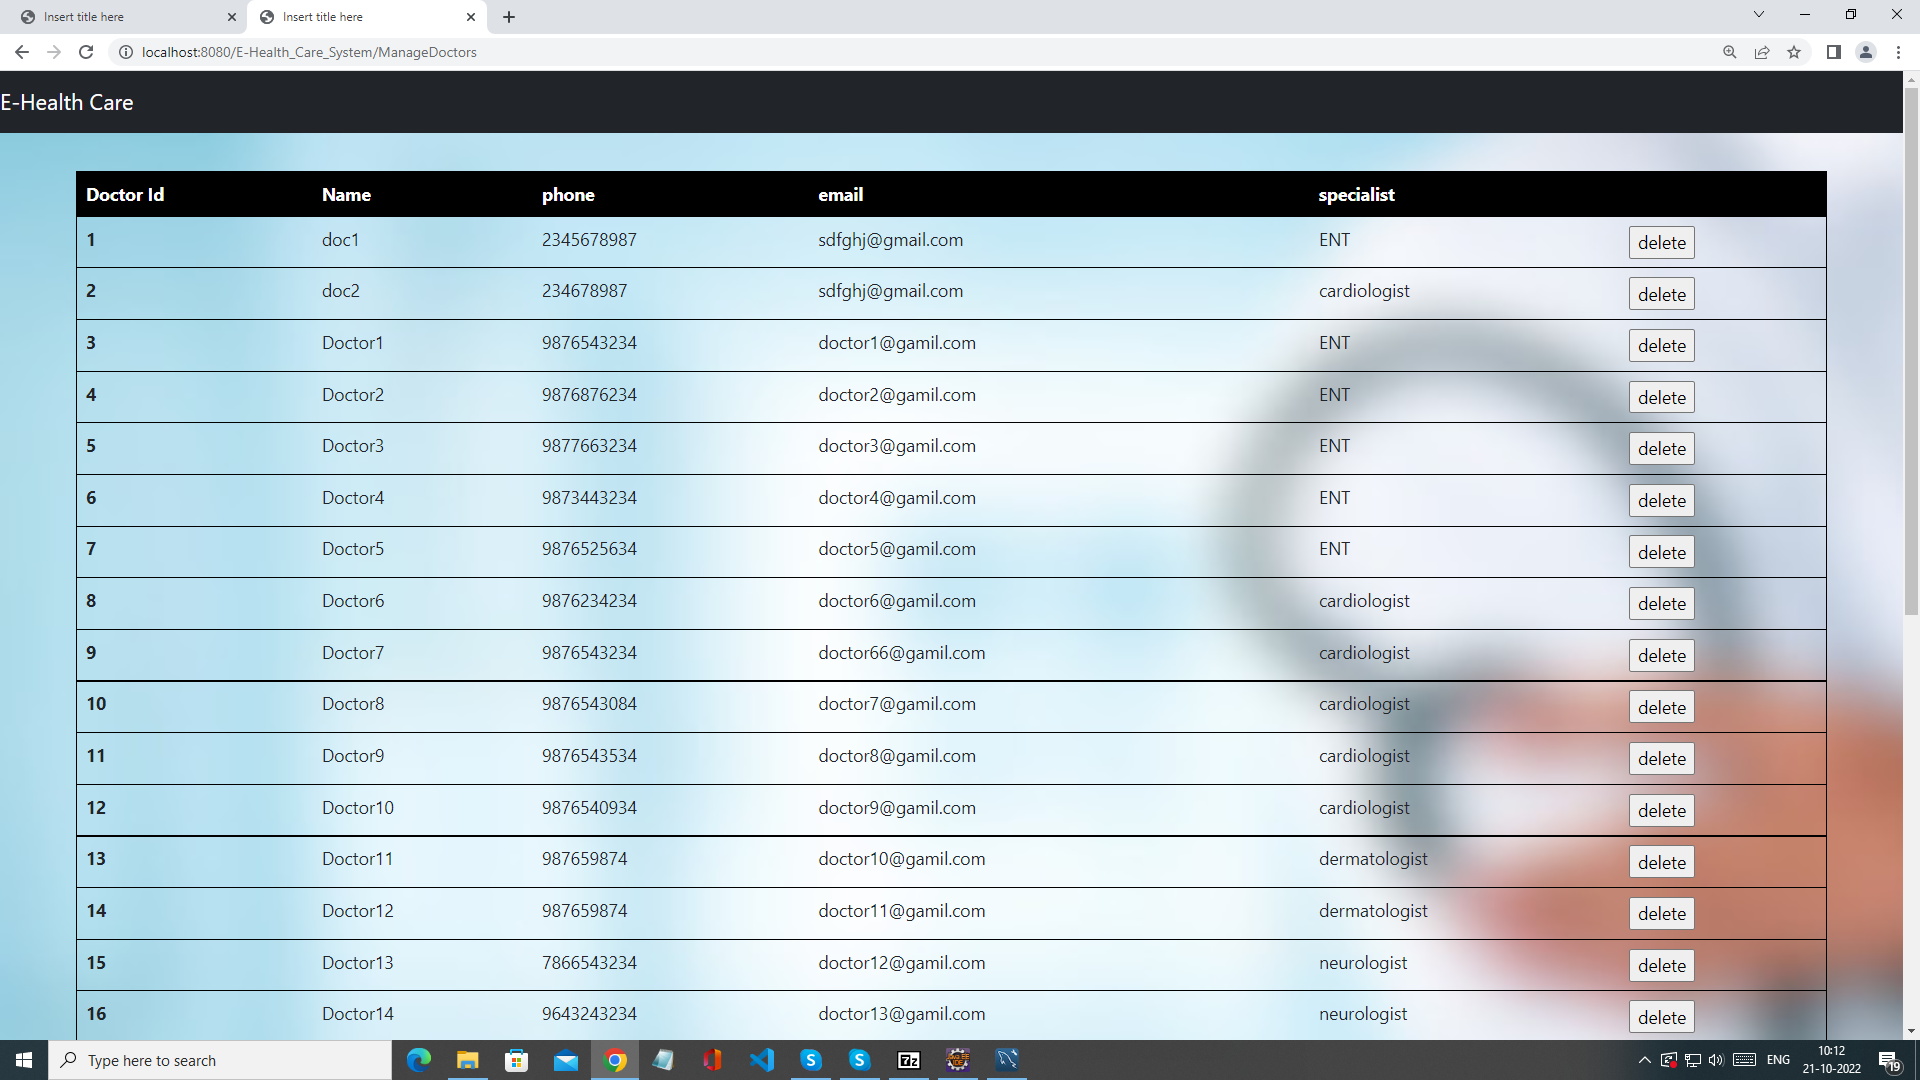 Insert title here
Insert title here
localhost:8080/E-Health_Care_System/ManageDoctors
E-Health Care
Doctor Id Name phone email specialist
1 doc1 2345678987 sdfghj@gmail.com ENT delete
2 doc2 234678987 sdfghj@gmail.com cardiologist delete
3 Doctor1 9876543234 doctor1@gamil.com ENT delete
4 Doctor2 9876876234 doctor2@gamil.com ENT delete
5 Doctor3 9877663234 doctor3@gamil.com ENT delete
6 Doctor4 9873443234 doctor4@gamil.com ENT delete
7 Doctor5 9876525634 doctor5@gamil.com ENT delete
8 Doctor6 9876234234 doctor6@gamil.com cardiologist delete
9 Doctor7 9876543234 doctor66@gamil.com cardiologist delete
10 Doctor8 9876543084 doctor7@gamil.com cardiologist delete
11 Doctor9 9876543534 doctor8@gamil.com cardiologist delete
12 Doctor10 9876540934 doctor9@gamil.com cardiologist delete
13 Doctor11 987659874 doctor10@gamil.com dermatologist delete
14 Doctor12 987659874 doctor11@gamil.com dermatologist delete
15 Doctor13 7866543234 doctor12@gamil.com neurologist delete
16 Doctor14 9643243234 doctor13@gamil.com neurologist delete
Type here to search
ENG
10:12
21-10-2022
19